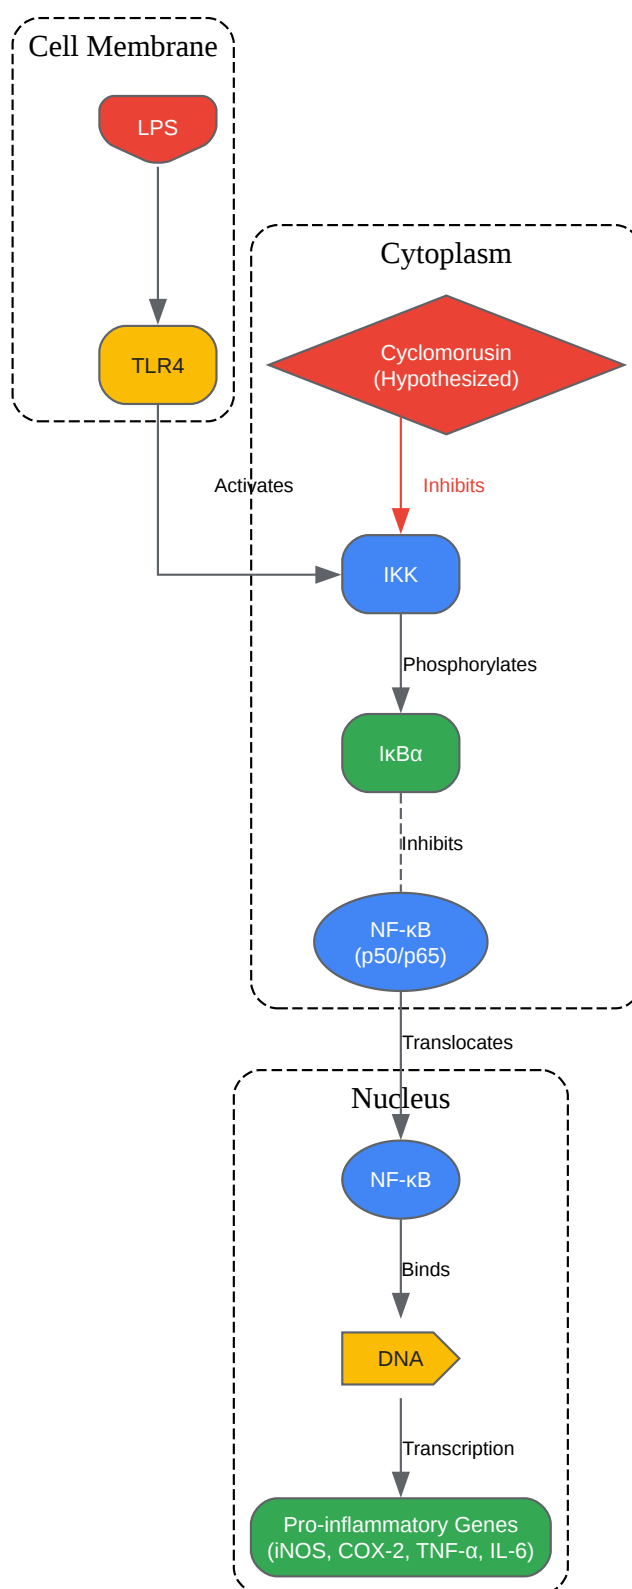 Cell Membrane
LPS
TLR4
Cytoplasm
Cyclomorusin
(Hypothesized)
Activates
Inhibits
IKK
Phosphorylates
IκBα
Inhibits
NF-κB
(p50/p65)
Translocates
Nucleus
NF-κB
Binds
DNA
Transcription
Pro-inflammatory Genes
(iNOS, COX-2, TNF-α, IL-6)